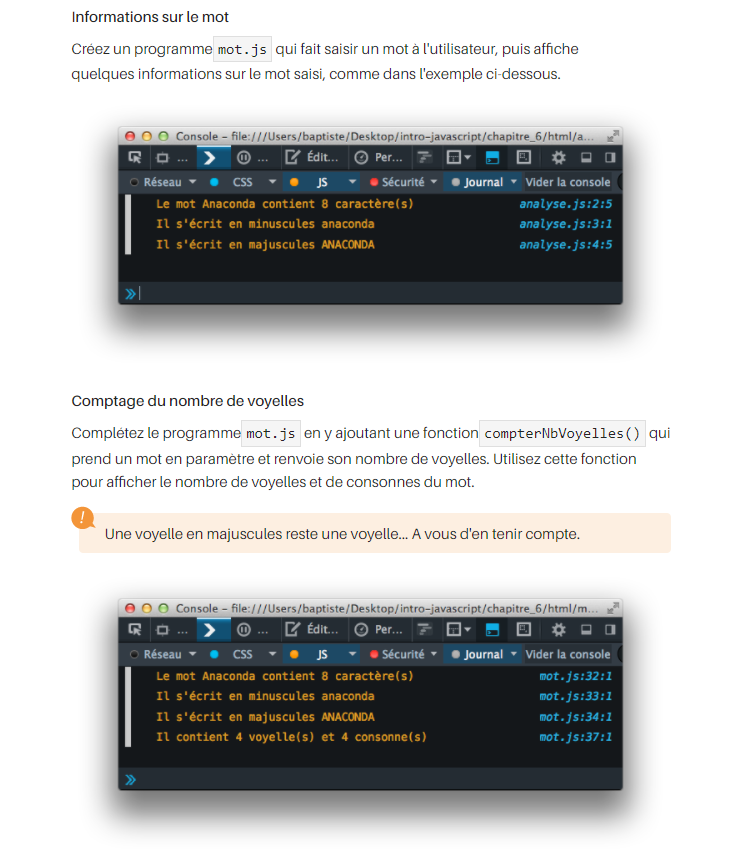 Informations sur le mot
Créez un programme mot.js qui fait saisir un mot à l'utilisateur, puis affiche
quelques informations sur le mot saisi, comme dans l'exemple ci-dessous.
Console – file:///Users/baptiste/Desktop/intro-javascript/chapitre_6/html/a...
... ... Édit... Per...
Réseau CSS JS Sécurité Journal Vider la console
Le mot Anaconda contient 8 caractère(s) analyse.js:2:5
Il s'écrit en minuscules anaconda analyse.js:3:1
Il s'écrit en majuscules ANACONDA analyse.js:4:5
Comptage du nombre de voyelles
Complétez le programme mot.js en y ajoutant une fonction compterNbVoyelles() qui
prend un mot en paramètre et renvoie son nombre de voyelles. Utilisez cette fonction
pour afficher le nombre de voyelles et de consonnes du mot.
!
Une voyelle en majuscules reste une voyelle... A vous d'en tenir compte.
Console – file:///Users/baptiste/Desktop/intro-javascript/chapitre_6/html/m...
... ... Édit... Per...
Réseau CSS JS Sécurité Journal Vider la console
Le mot Anaconda contient 8 caractère(s) mot.js:32:1
Il s'écrit en minuscules anaconda mot.js:33:1
Il s'écrit en majuscules ANACONDA mot.js:34:1
Il contient 4 voyelle(s) et 4 consonne(s) mot.js:37:1